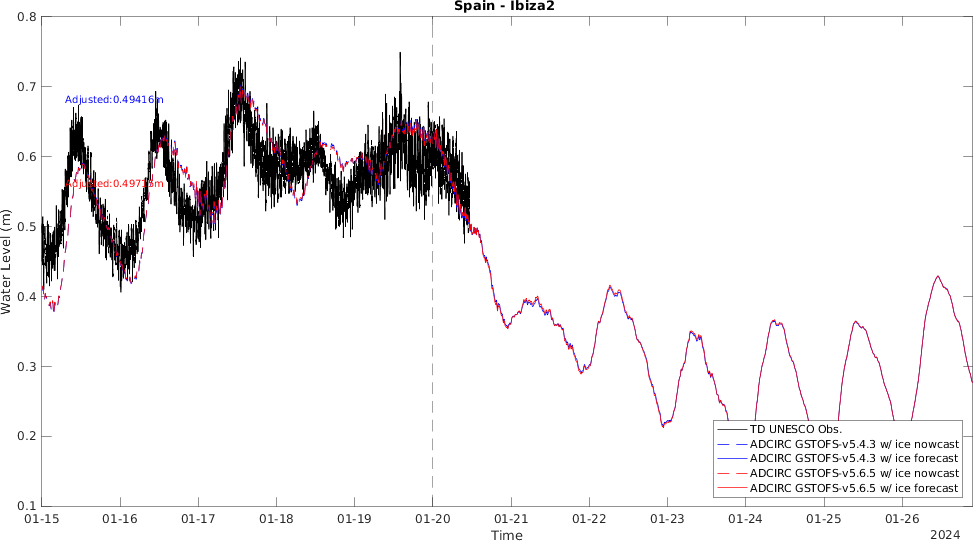 Spain - Ibiza2
0.8
0.7
0.6
0.5
0.4
0.3
0.2
0.1
Water Level (m)
Adjusted:0.49416m
TD UNESCO Obs.
ADCIRC GSTOFS-v5.4.3 w/ ice nowcast
ADCIRC GSTOFS-v5.4.3 w/ ice forecast
ADCIRC GSTOFS-v5.6.5 w/ ice nowcast
ADCIRC GSTOFS-v5.6.5 w/ ice forecast
01-15 01-16 01-17 01-18 01-19 01-20 01-21 01-22 01-23 01-24 01-25 01-26
Time
2024